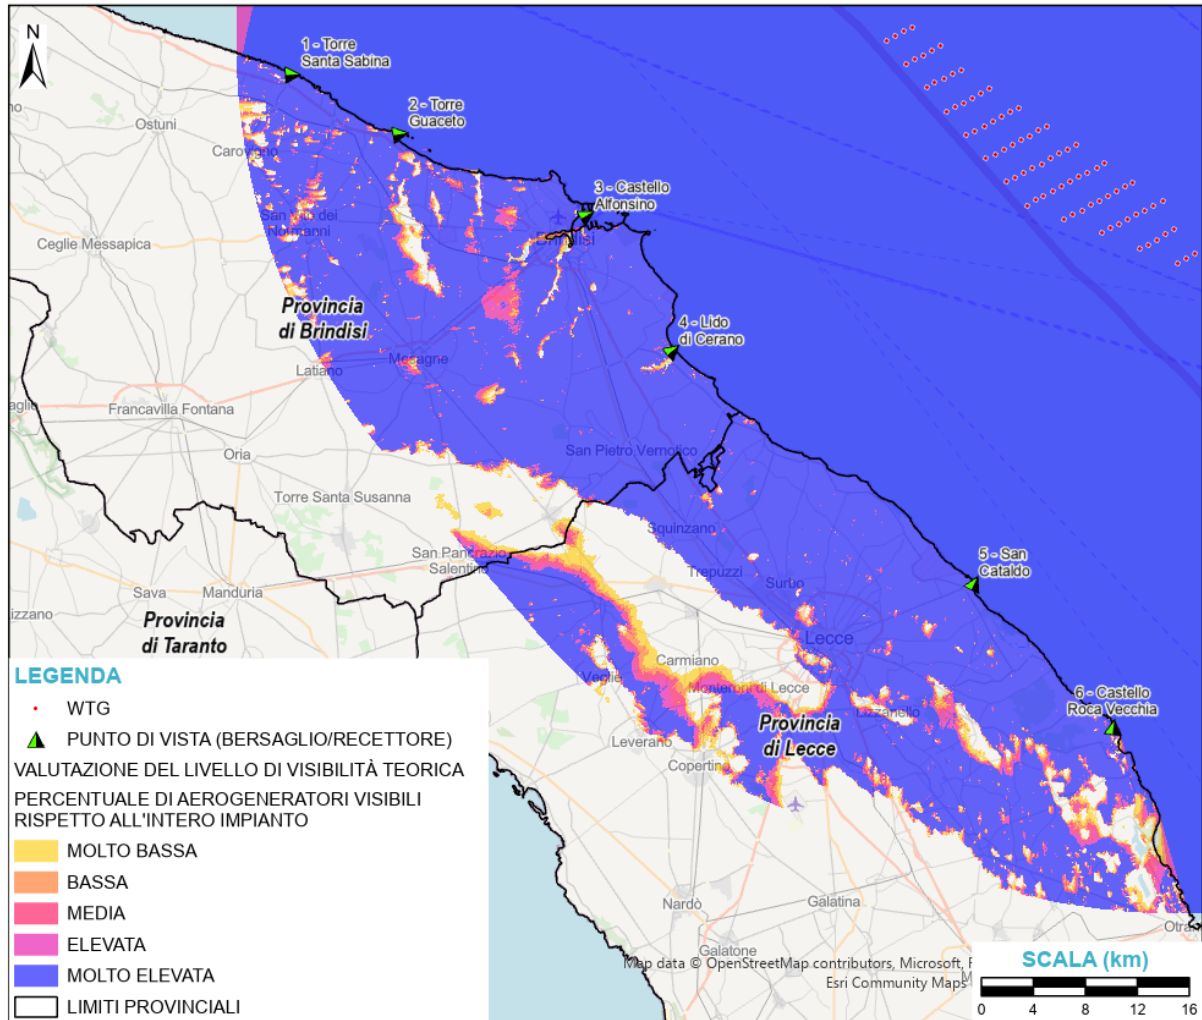 N
1 - Torre
Santa Sabina
2 - Torre
Guaceto
Ostuni
Carovigno
3 - Castello
Alfonsino
San Vito dei
Normanni
Ceglie Messapica
Brindisi
Provincia
di Brindisi
4 - Lido
di Cerano
Mesagne
Latiano
Francavilla Fontana
Oria
San Pietro Vernotico
Torre Santa Susanna
Squinzano
San Pancrazio
Salentino
5 - San
Cataldo
Trepuzzi
Surbo
Sava
Manduria
Provincia
di Taranto
Lecce
Carmiano
Veglie
Monteroni di Lecce
6 - Castello
Roca Vecchia
Lizzanello
Provincia
di Lecce
Leverano
Copertino
Nardò
Galatina
Galatone
LEGENDA
WTG
PUNTO DI VISTA (BERSAGLIO/RECETTORE)
VALUTAZIONE DEL LIVELLO DI VISIBILITÀ TEORICA
PERCENTUALE DI AEROGENERATORI VISIBILI
RISPETTO ALL'INTERO IMPIANTO
MOLTO BASSA
BASSA
MEDIA
ELEVATA
MOLTO ELEVATA
LIMITI PROVINCIALI
Map data © OpenStreetMap contributors, Microsoft, F
Esri Community Maps
SCALA (km)
0 4 8 12 16